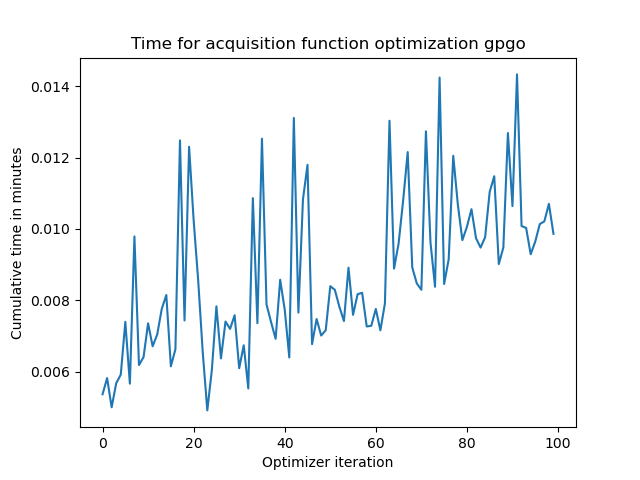 Time for acquisition function optimization gpgo
0.014
0.012
0.010
0.008
0.006
Cumulative time in minutes
0 20 40 60 80 100
Optimizer iteration